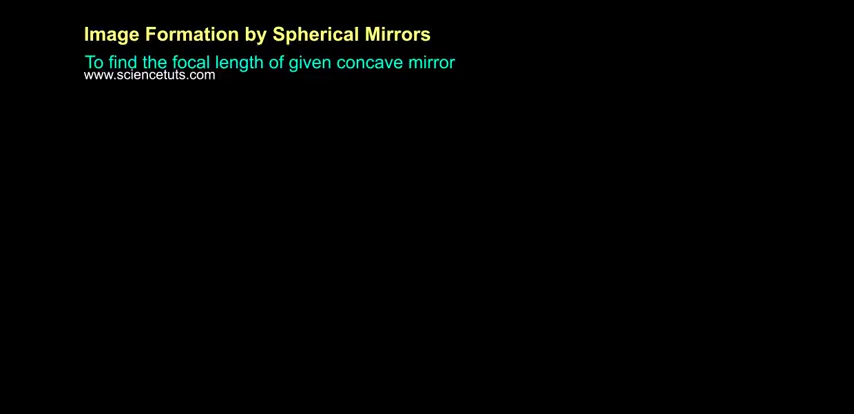 Image Formation by Spherical Mirrors
To find the focal length of given concave mirror
www.sciencetuts.com